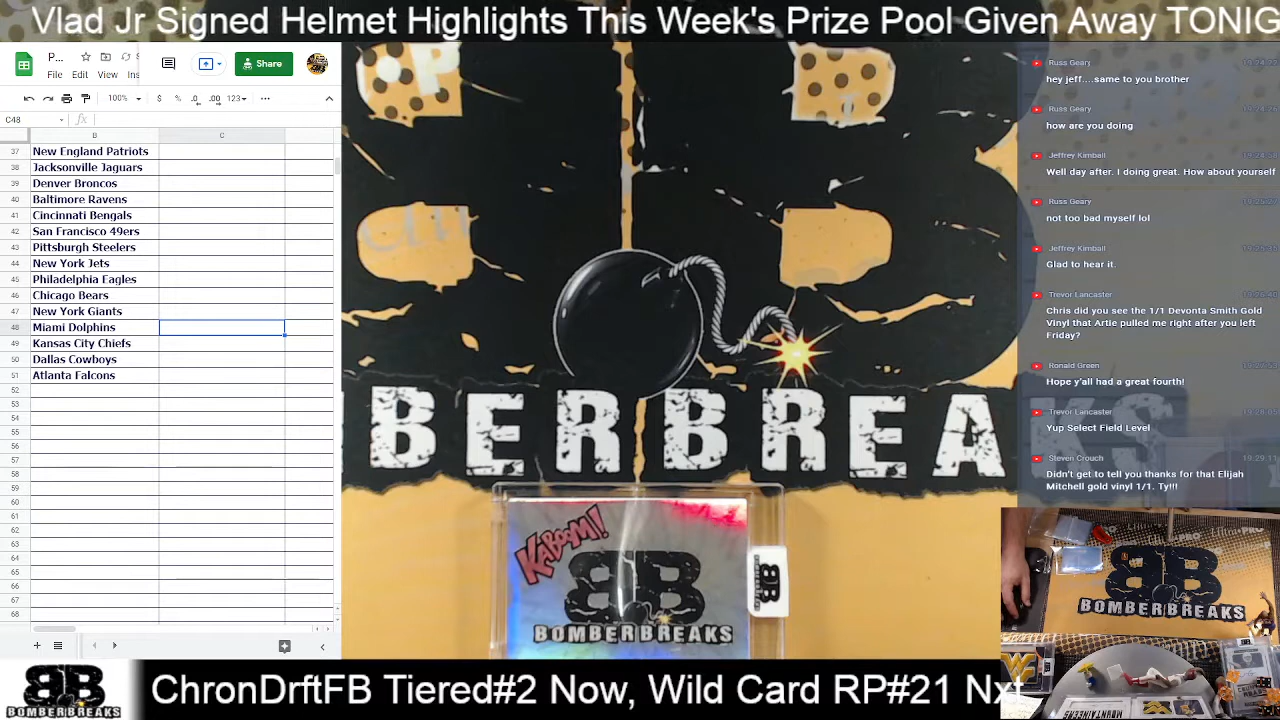 Vlad Jr Signed Helmet Highlights This Week's Prize Pool Given Away TONIG
P...
Share
File
Edit
View
Ins
100%
$
%
.0
.00
123
C48
fx
B
C
37 New England Patriots
38 Jacksonville Jaguars
39 Denver Broncos
40 Baltimore Ravens
41 Cincinnati Bengals
42 San Francisco 49ers
43 Pittsburgh Steelers
44 New York Jets
45 Philadelphia Eagles
46 Chicago Bears
47 New York Giants
48 Miami Dolphins
49 Kansas City Chiefs
50 Dallas Cowboys
51 Atlanta Falcons
52
53
54
55
56
57
58
59
60
61
62
63
64
65
66
67
68
BERBREA
KABOOM!
BB
BOMBERBREAKS
BB
Russ Geary
hey jeff....same to you brother
Russ Geary
how are you doing
Jeffrey Kimball
Well day after. I doing great. How about yourself
Russ Geary
not too bad myself lol
Jeffrey Kimball
Glad to hear it.
Trevor Lancaster
Chris did you see the 1/1 Devonta Smith Gold
Vinyl that Artie pulled me right after you left
Friday?
Ronald Green
Hope y'all had a great fourth!
Trevor Lancaster
Yup Select Field Level
Steven Crouch
19.29.11
Didn't get to tell you thanks for that Elijah
Mitchell gold vinyl 1/1. Ty!!!
BB
BOMBERBREAKS
MOUNTAINEERS
BB
BOMBERBREAKS
ChronDrftFB Tiered#2 Now, Wild Card RP#21 Nxt